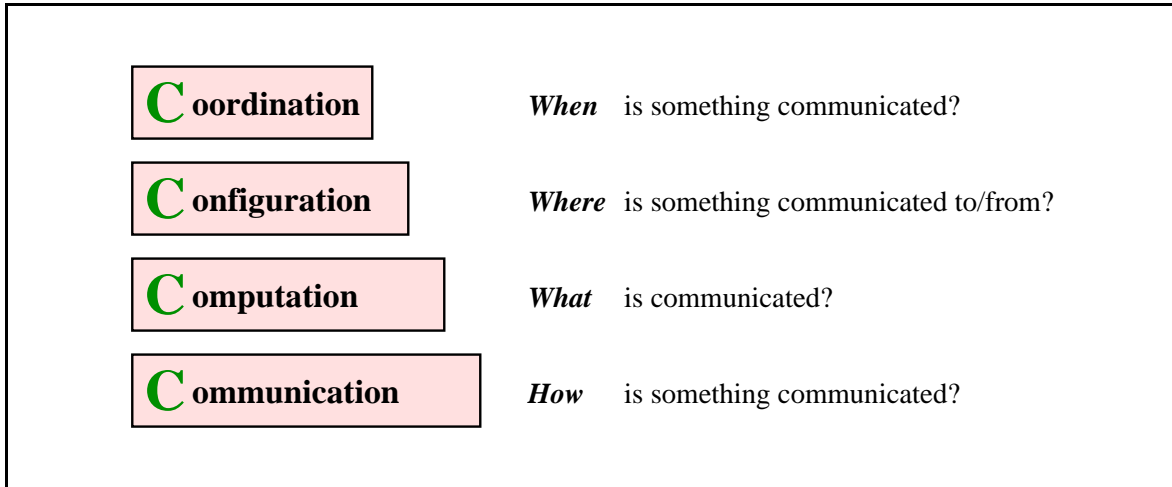 Coordination When is something communicated?
Configuration Where is something communicated to/from?
Computation What is communicated?
Communication How is something communicated?